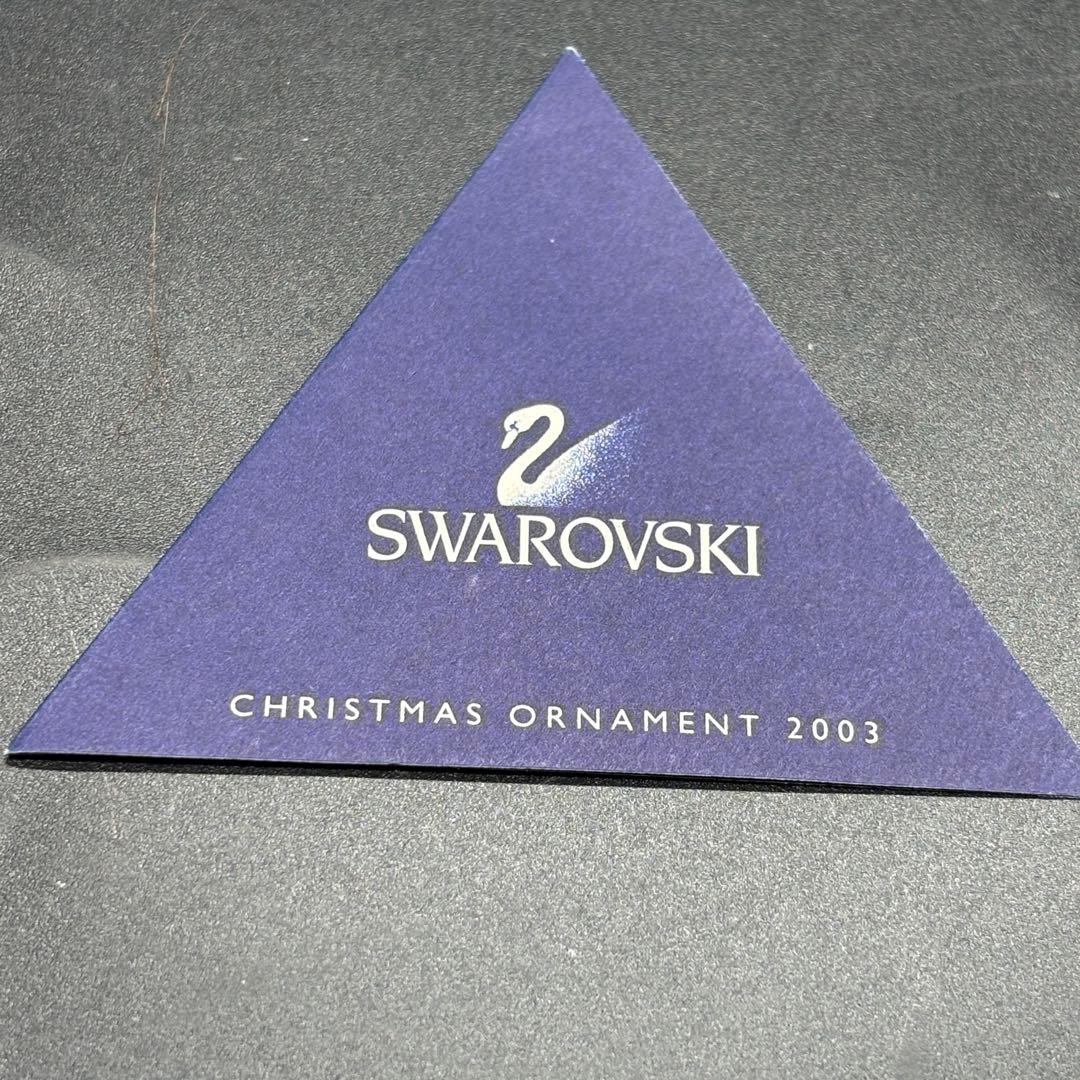 SWAROVSKI
CHRISTMAS ORNAMENT 2003